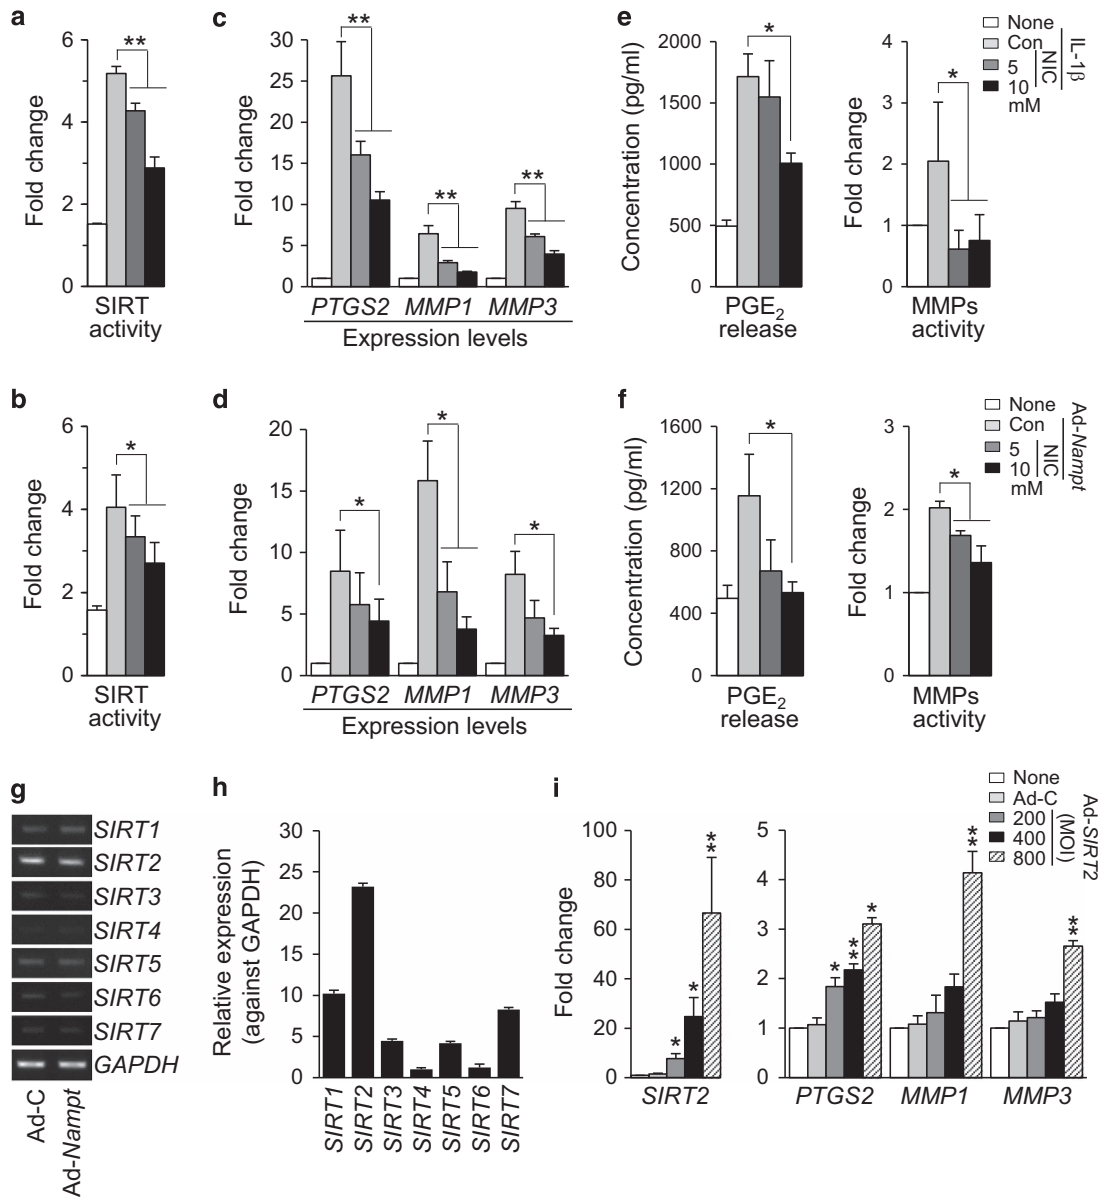 a
6
4
2
0
Fold change
**
SIRT
activity
c
30
25
20
15
10
5
0
Fold change
**
**
**
PTGS2 MMP1 MMP3
Expression levels
e
2000
1500
1000
500
0
Concentration (pg/ml)
*
PGE2
release
4
3
2
1
0
Fold change
*
MMPs
activity
None
Con
5
10
mM
NIC
IL-1β
b
6
4
2
0
Fold change
*
SIRT
activity
d
20
15
10
5
0
Fold change
*
*
*
PTGS2 MMP1 MMP3
Expression levels
f
1600
1200
800
400
0
Concentration (pg/ml)
*
PGE2
release
3
2
1
0
Fold change
*
MMPs
activity
None
Con
5
10
mM
NIC
Ad-Nampt
g
SIRT1
SIRT2
SIRT3
SIRT4
SIRT5
SIRT6
SIRT7
GAPDH
Ad-C
Ad-Nampt
h
30
25
20
15
10
5
0
Relative expression
(against GAPDH)
SIRT1
SIRT2
SIRT3
SIRT4
SIRT5
SIRT6
SIRT7
i
100
80
60
40
20
0
Fold change
*
*
**
SIRT2
5
4
3
2
1
0
*
**
*
**
**
PTGS2 MMP1 MMP3
None
Ad-C
200
400
800
(MOI)
Ad-SIRT2